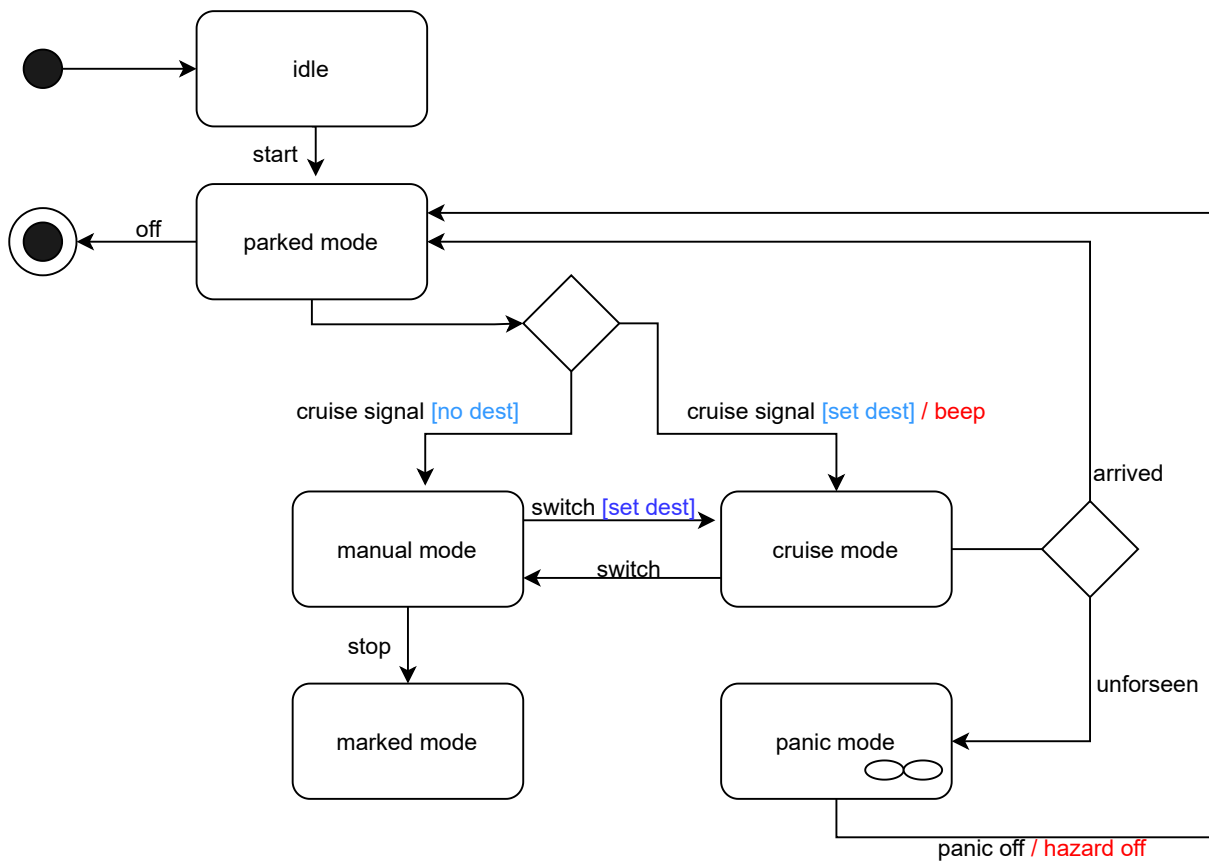 idle
start
off
parked mode
cruise signal [no dest]
cruise signal [set dest] / beep
arrived
switch [set dest]
manual mode
cruise mode
switch
stop
unforseen
marked mode
panic mode
panic off / hazard off